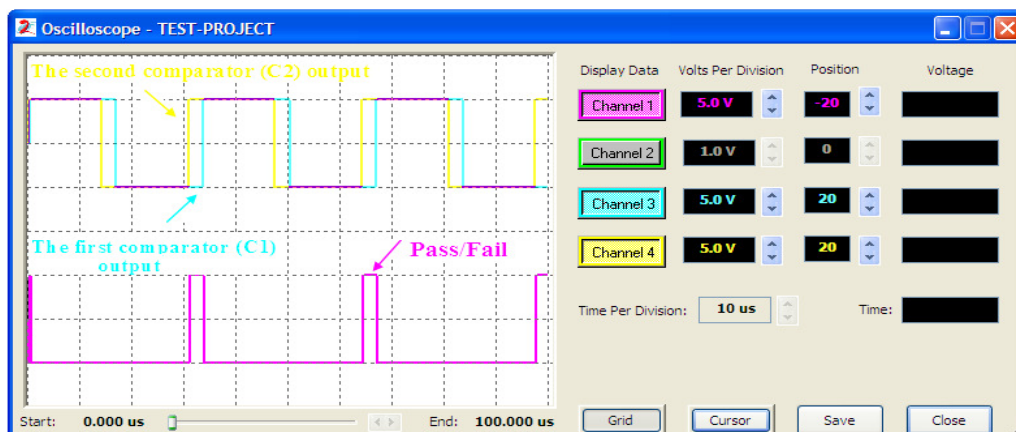 Oscilloscope - TEST-PROJECT
The second comparator (C2) output
The first comparator (C1)
output
Pass/Fail
Display Data Volts Per Division Position Voltage
Channel 1 5.0 V -20
Channel 2 1.0 V 0
Channel 3 5.0 V 20
Channel 4 5.0 V 20
Time Per Division: 10 us Time:
Start: 0.000 us End: 100.000 us Grid Cursor Save Close